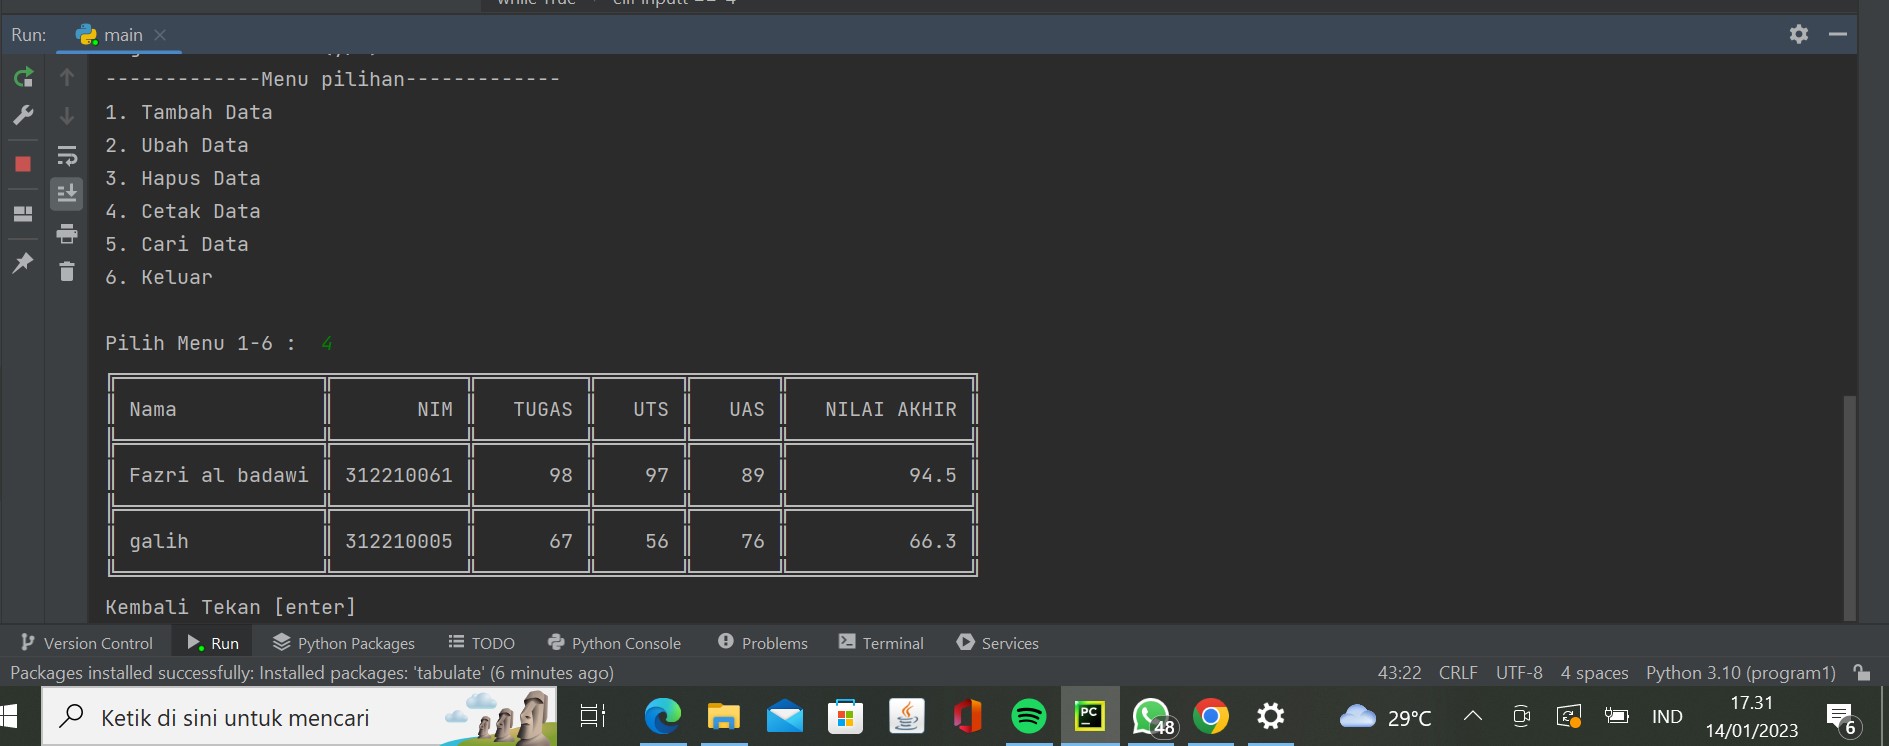 Run: main
-------------Menu pilihan-------------
1. Tambah Data
2. Ubah Data
3. Hapus Data
4. Cetak Data
5. Cari Data
6. Keluar
Pilih Menu 1-6 : 4
Nama NIM TUGAS UTS UAS NILAI AKHIR
Fazri al badawi 312210061 98 97 89 94.5
galih 312210005 67 56 76 66.3
Kembali Tekan [enter]
Version Control Run Python Packages TODO Python Console Problems Terminal Services
Packages installed successfully: Installed packages: 'tabulate' (6 minutes ago) 43:22 CRLF UTF-8 4 spaces Python 3.10 (program1)
Ketik di sini untuk mencari PC 48 29°C IND 17.31
14/01/2023 6